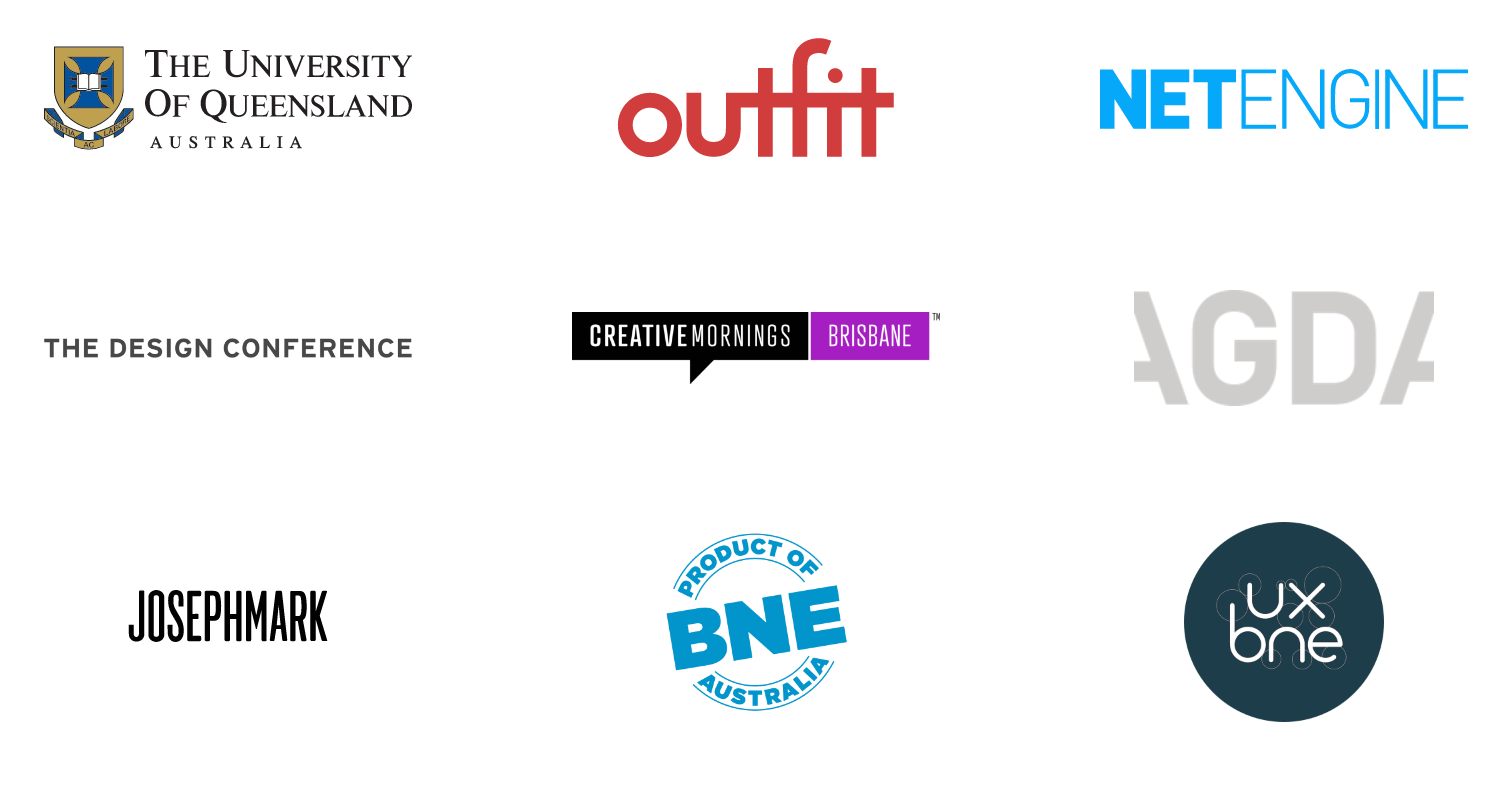 THE UNIVERSITY
OF QUEENSLAND
AUSTRALIA
AC
outfit
NETENGINE
THE DESIGN CONFERENCE
CREATIVEMORNINGS BRISBANE ™
AGDA
JOSEPHMARK
PRODUCT OF
BNE
AUSTRALIA
ux
bne